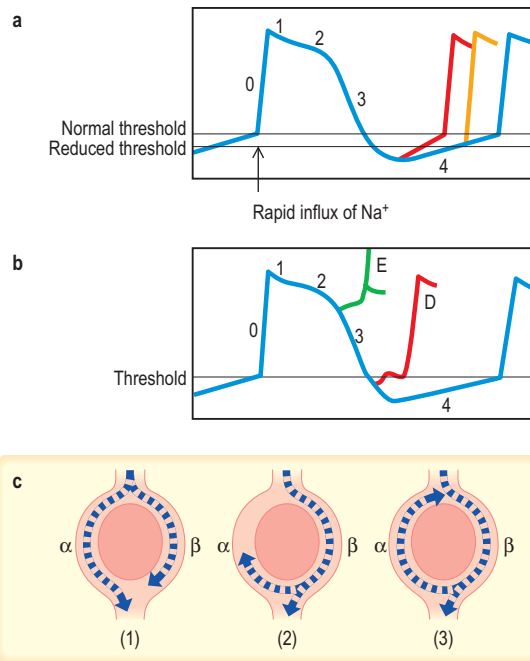 a
1
2
0
3
Normal threshold
Reduced threshold
4
Rapid influx of Na⁺
b
E
1
2
D
0
3
Threshold
4
c
α β α β α β
(1) (2) (3)